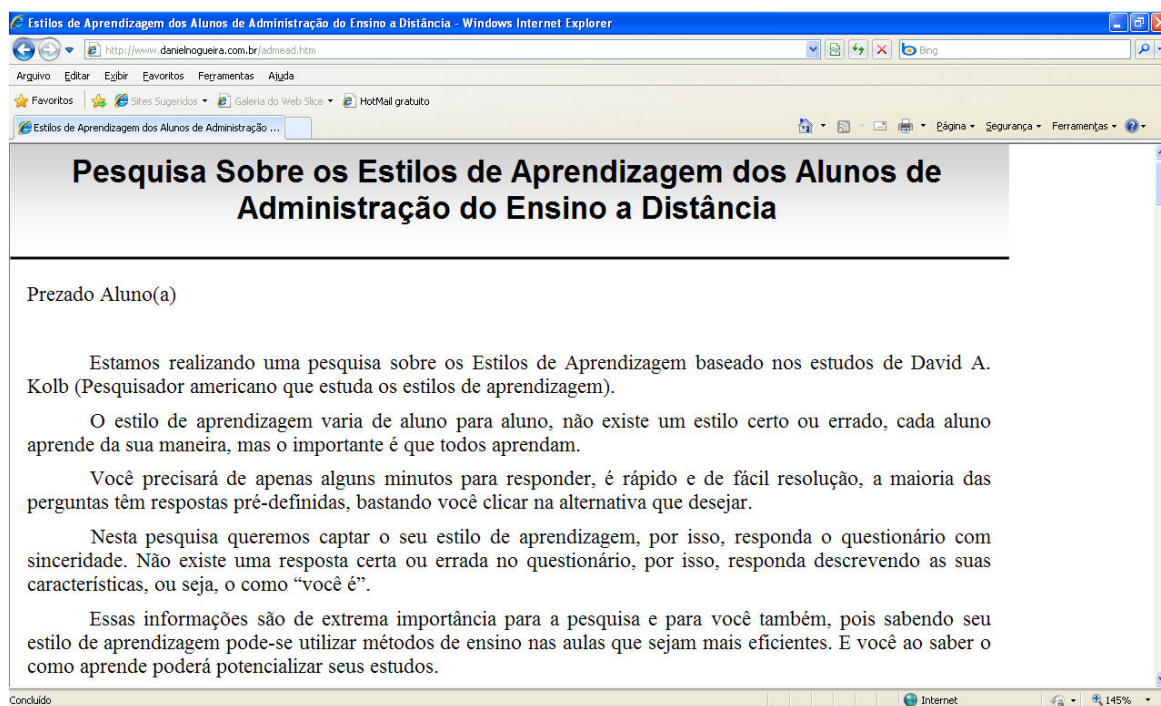 Estilos de Aprendizagem dos Alunos de Administração do Ensino a Distância - Windows Internet Explorer
http://www.danielnogueira.com.br/admead.htm
Bing
Arquivo Editar Exibir Favoritos Ferramentas Ajuda
Favoritos Sites Sugeridos Galeria do Web Slice HotMail gratuito
Estilos de Aprendizagem dos Alunos de Administração ... Página Segurança Ferramentas
Pesquisa Sobre os Estilos de Aprendizagem dos Alunos de
Administração do Ensino a Distância
Prezado Aluno(a)
Estamos realizando uma pesquisa sobre os Estilos de Aprendizagem baseado nos estudos de David A.
Kolb (Pesquisador americano que estuda os estilos de aprendizagem).
O estilo de aprendizagem varia de aluno para aluno, não existe um estilo certo ou errado, cada aluno
aprende da sua maneira, mas o importante é que todos aprendam.
Você precisará de apenas alguns minutos para responder, é rápido e de fácil resolução, a maioria das
perguntas têm respostas pré-definidas, bastando você clicar na alternativa que desejar.
Nesta pesquisa queremos captar o seu estilo de aprendizagem, por isso, responda o questionário com
sinceridade. Não existe uma resposta certa ou errada no questionário, por isso, responda descrevendo as suas
características, ou seja, o como “você é”.
Essas informações são de extrema importância para a pesquisa e para você também, pois sabendo seu
estilo de aprendizagem pode-se utilizar métodos de ensino nas aulas que sejam mais eficientes. E você ao saber o
como aprende poderá potencializar seus estudos.
Concluído Internet 145%